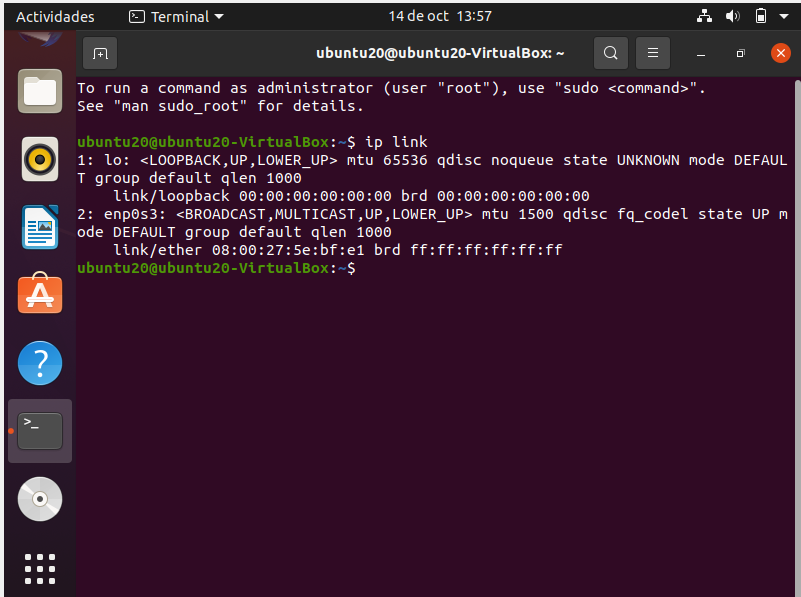 Actividades
Terminal
14 de oct 13:57
ubuntu20@ubuntu20-VirtualBox: ~
To run a command as administrator (user "root"), use "sudo <command>".
See "man sudo_root" for details.
ubuntu20@ubuntu20-VirtualBox:~$ ip link
1: lo: <LOOPBACK,UP,LOWER_UP> mtu 65536 qdisc noqueue state UNKNOWN mode DEFAUL
T group default qlen 1000
    link/loopback 00:00:00:00:00:00 brd 00:00:00:00:00:00
2: enp0s3: <BROADCAST,MULTICAST,UP,LOWER_UP> mtu 1500 qdisc fq_codel state UP m
ode DEFAULT group default qlen 1000
    link/ether 08:00:27:5e:bf:e1 brd ff:ff:ff:ff:ff:ff
ubuntu20@ubuntu20-VirtualBox:~$